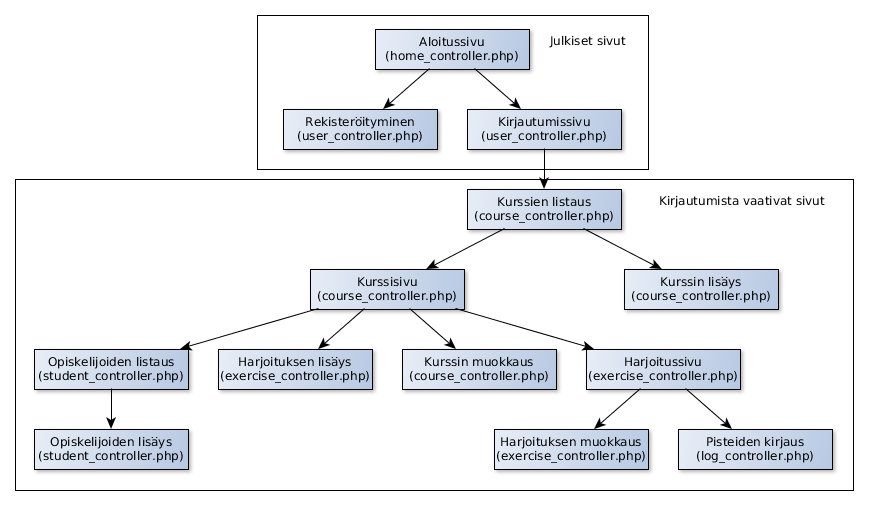 Aloitussivu
(home_controller.php)
Julkiset sivut
Rekisteröityminen
(user_controller.php)
Kirjautumissivu
(user_controller.php)
Kurssien listaus
(course_controller.php)
Kirjautumista vaativat sivut
Kurssisivu
(course_controller.php)
Kurssin lisäys
(course_controller.php)
Opiskelijoiden listaus
(student_controller.php)
Harjoituksen lisäys
(exercise_controller.php)
Kurssin muokkaus
(course_controller.php)
Harjoitussivu
(exercise_controller.php)
Opiskelijoiden lisäys
(student_controller.php)
Harjoituksen muokkaus
(exercise_controller.php)
Pisteiden kirjaus
(log_controller.php)